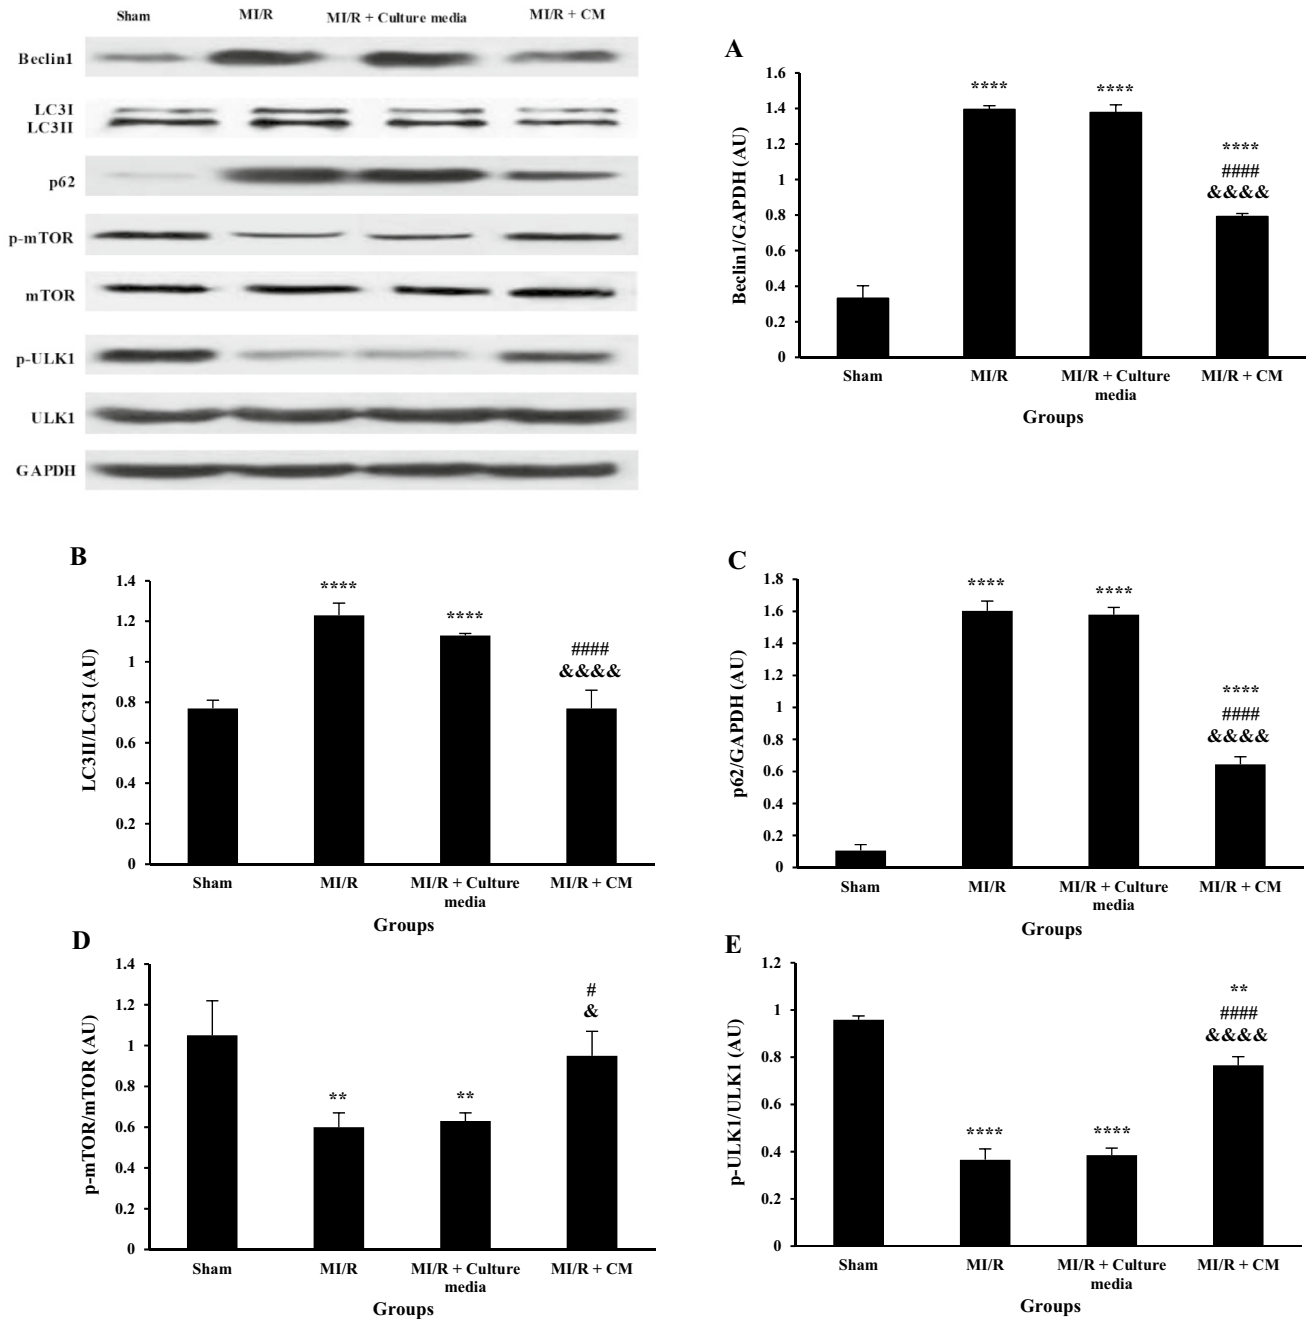 Sham MI/R MI/R + Culture media MI/R + CM
Beclin1
LC3I
LC3II
p62
p-mTOR
mTOR
p-ULK1
ULK1
GAPDH
A
Beclin1/GAPDH (AU)
1.6
1.4
1.2
1
0.8
0.6
0.4
0.2
0
****
****
****
####
&&&&
Sham MI/R MI/R + Culture MI/R + CM
media
Groups
B
LC3II/LC3I (AU)
1.4
1.2
1
0.8
0.6
0.4
0.2
0
****
****
####
&&&&
Sham MI/R MI/R + Culture MI/R + CM
media
Groups
C
p62/GAPDH (AU)
1.8
1.6
1.4
1.2
1
0.8
0.6
0.4
0.2
0
****
****
****
####
&&&&
Sham MI/R MI/R + Culture MI/R + CM
media
Groups
D
p-mTOR/mTOR (AU)
1.4
1.2
1
0.8
0.6
0.4
0.2
0
**
**
#
&
Sham MI/R MI/R + Culture MI/R + CM
media
Groups
E
p-ULK1/ULK1 (AU)
1.2
1
0.8
0.6
0.4
0.2
0
****
****
**
####
&&&&
Sham MI/R MI/R + Culture MI/R + CM
media
Groups